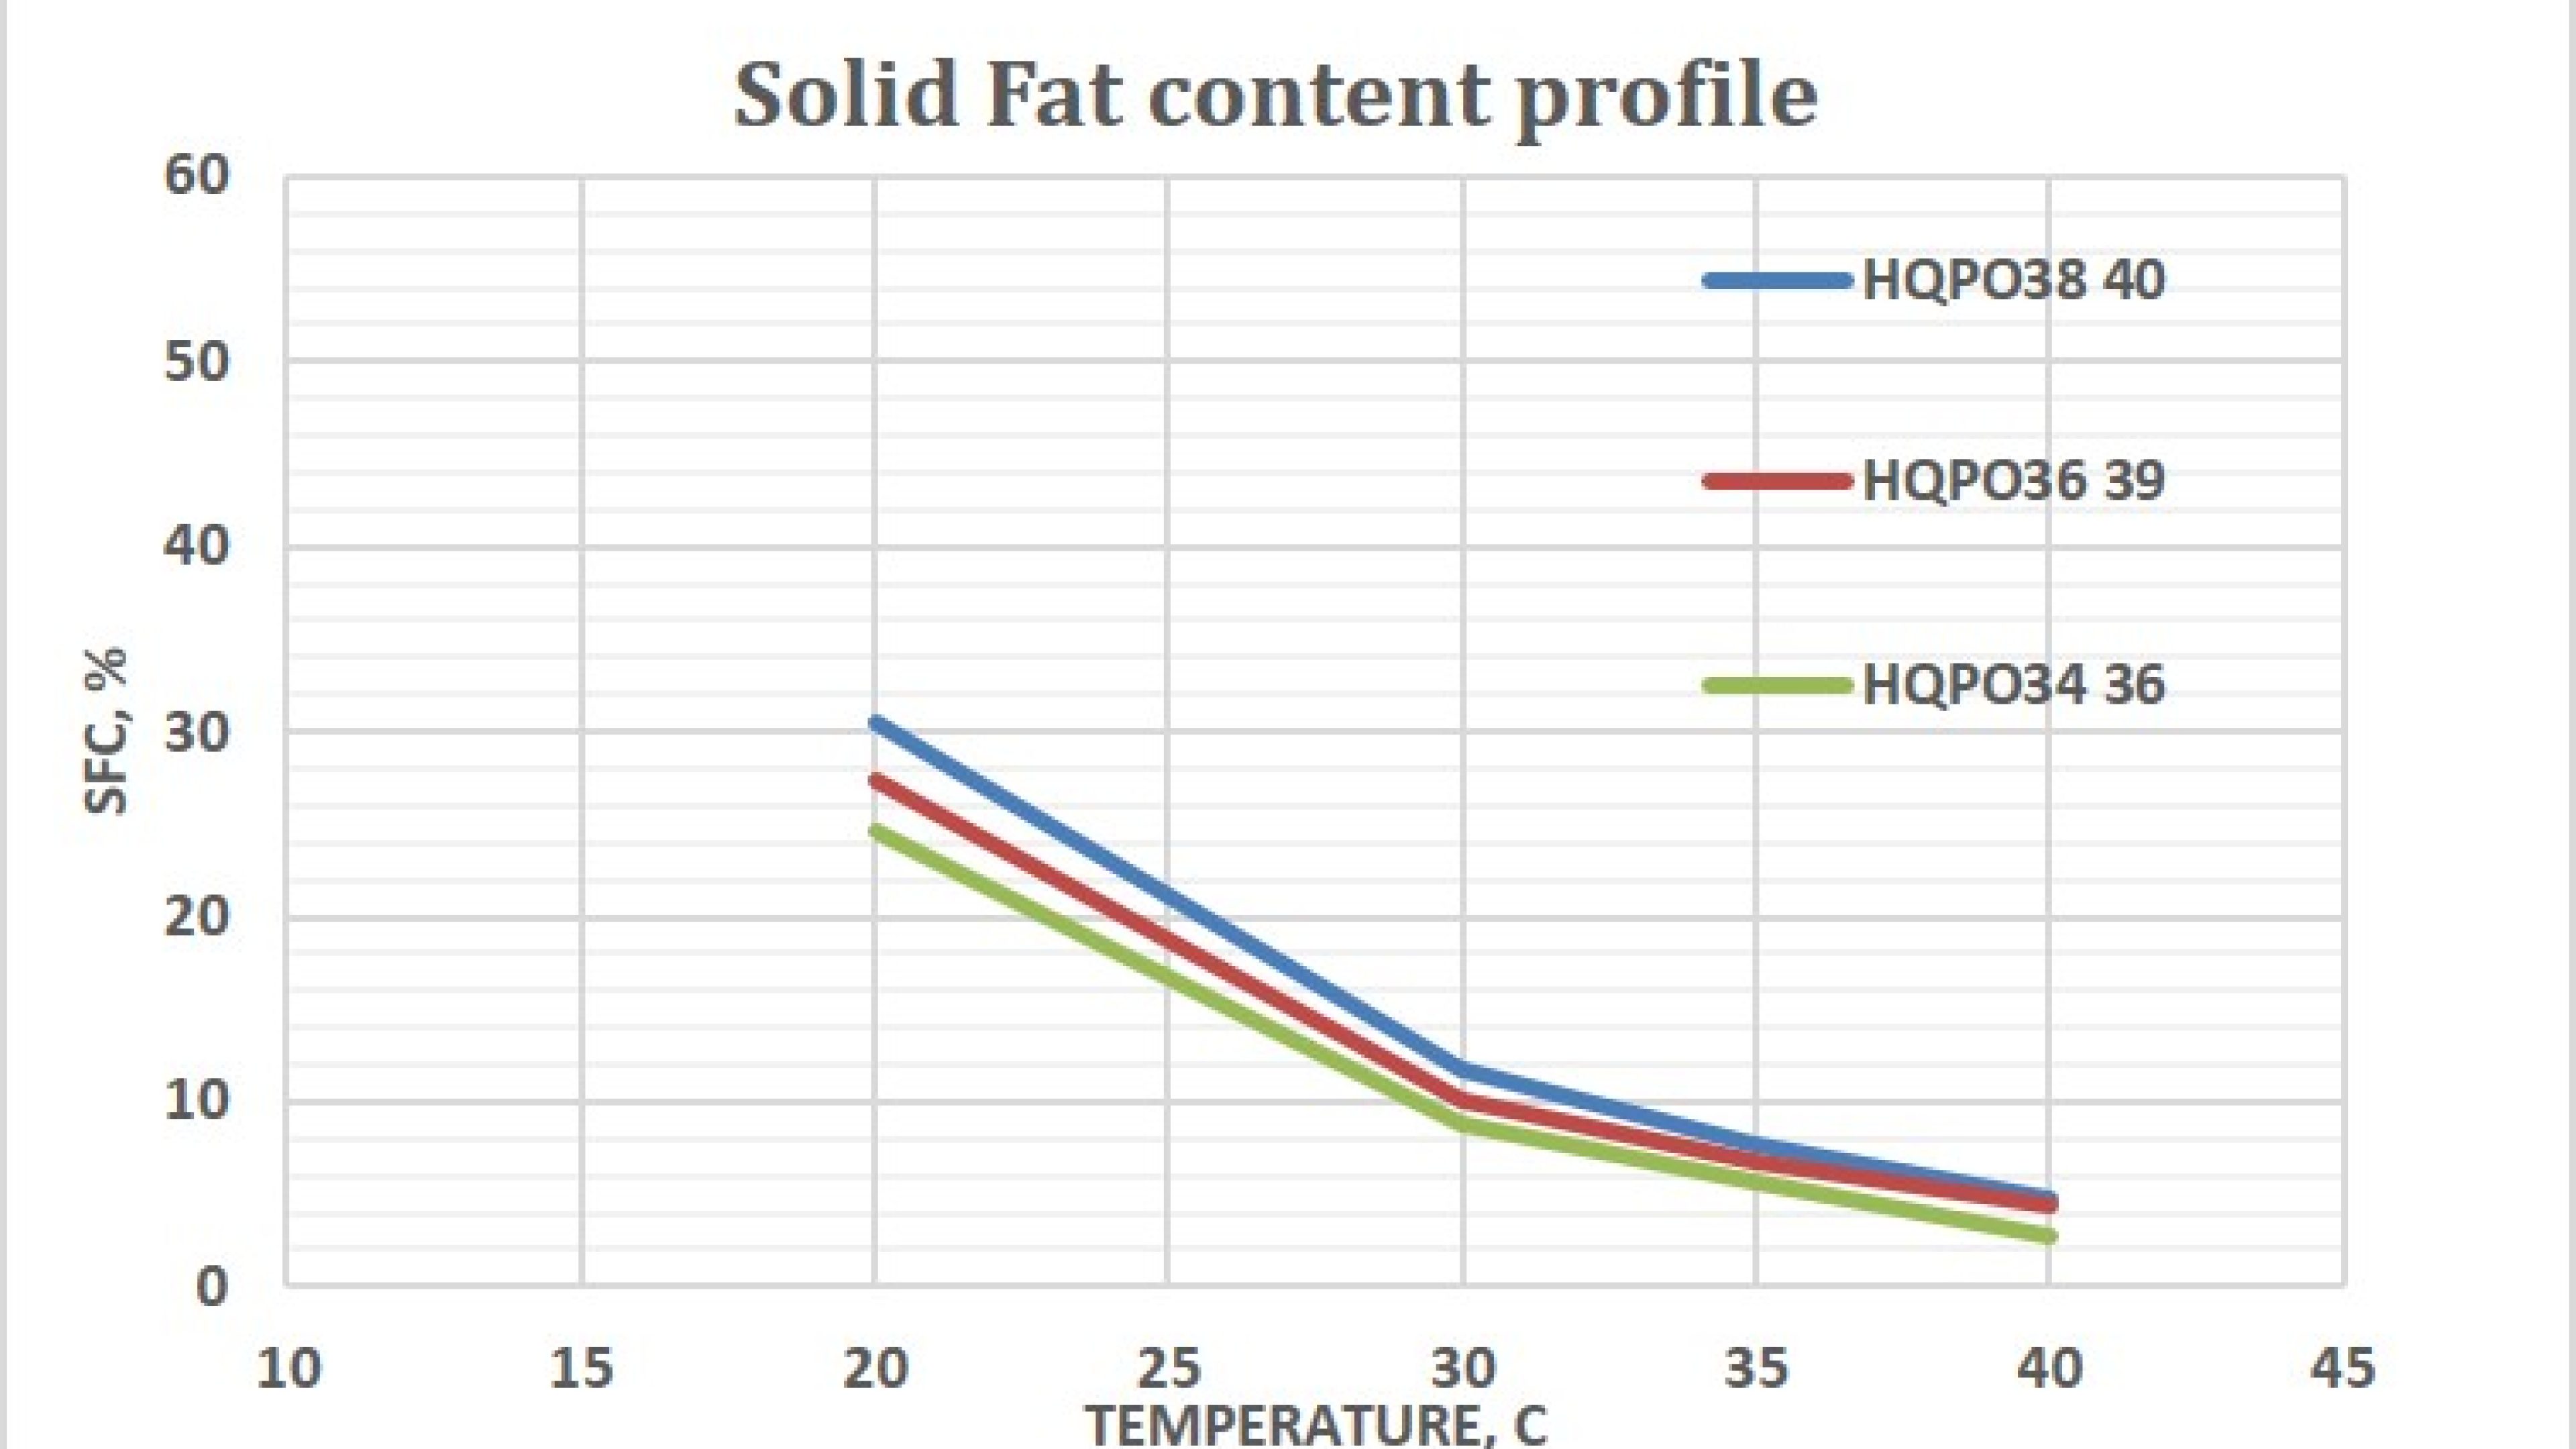 Solid Fat content profile
60
50
40
30
20
10
0
SFC, %
HQPO38 40
HQPO36 39
HQPO34 36
10 15 20 25 30 35 40 45
TEMPERATURE, C